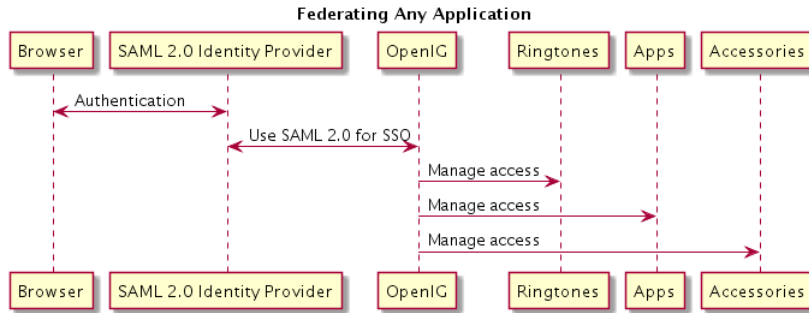 Federating Any Application
Browser SAML 2.0 Identity Provider OpenIG Ringtones Apps Accessories
Authentication
Use SAML 2.0 for SSO
Manage access
Manage access
Manage access
Browser SAML 2.0 Identity Provider OpenIG Ringtones Apps Accessories